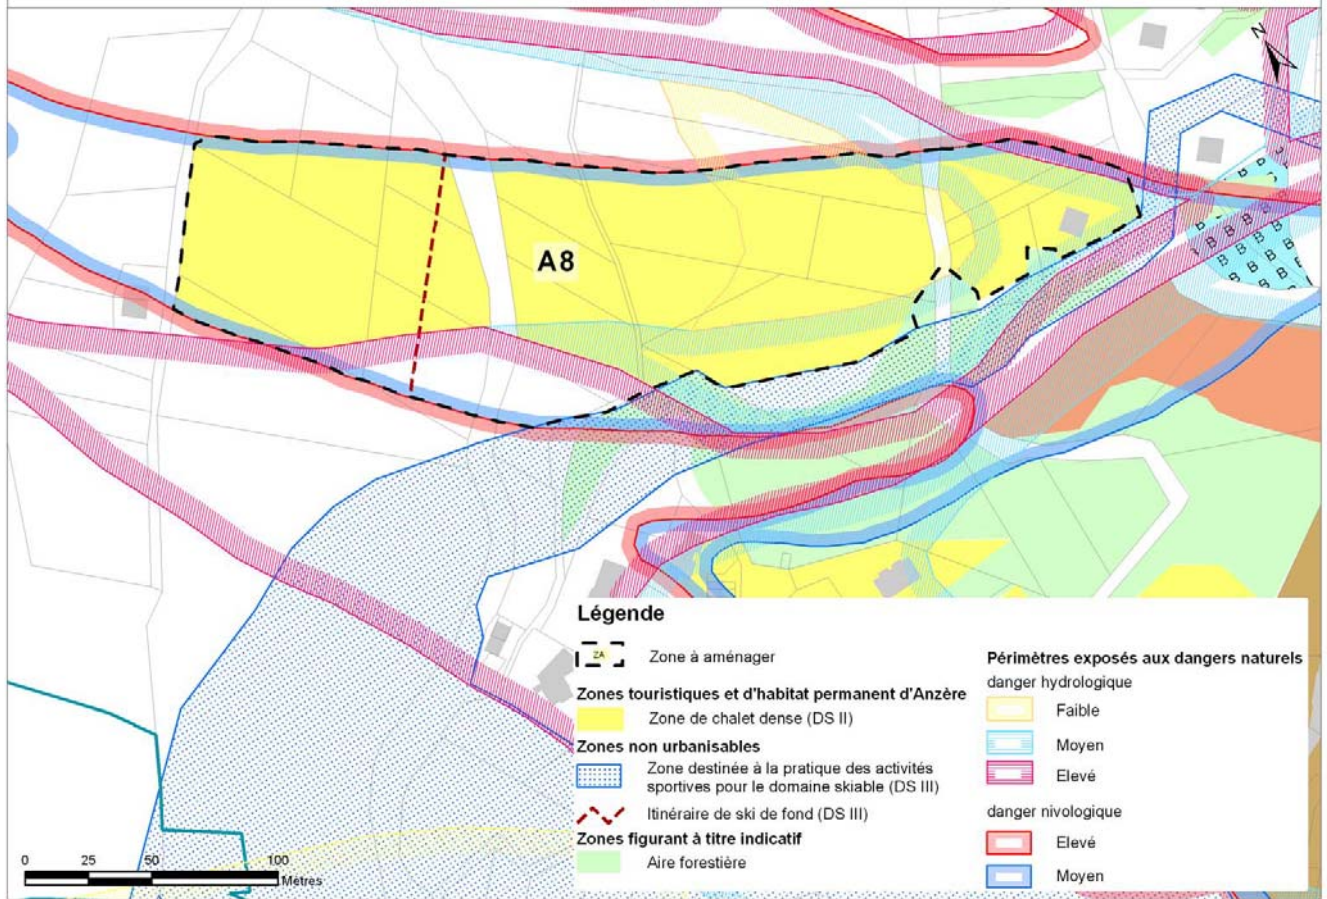 N
A8
B B B B B B B B B B B B B B B B B B B B
Légende
ZA
Zone à aménager
Zones touristiques et d'habitat permanent d'Anzère
Zone de chalet dense (DS II)
Zones non urbanisables
Zone destinée à la pratique des activités
sportives pour le domaine skiable (DS III)
Itinéraire de ski de fond (DS III)
Zones figurant à titre indicatif
Aire forestière
Périmètres exposés aux dangers naturels
danger hydrologique
Faible
Moyen
Elevé
danger nivologique
Elevé
Moyen
0 25 50 100
Mètres